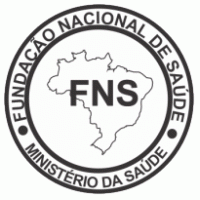 FUNDAÇÃO NACIONAL DE SAÚDE
FNS
MINISTÉRIO DA SAÚDE